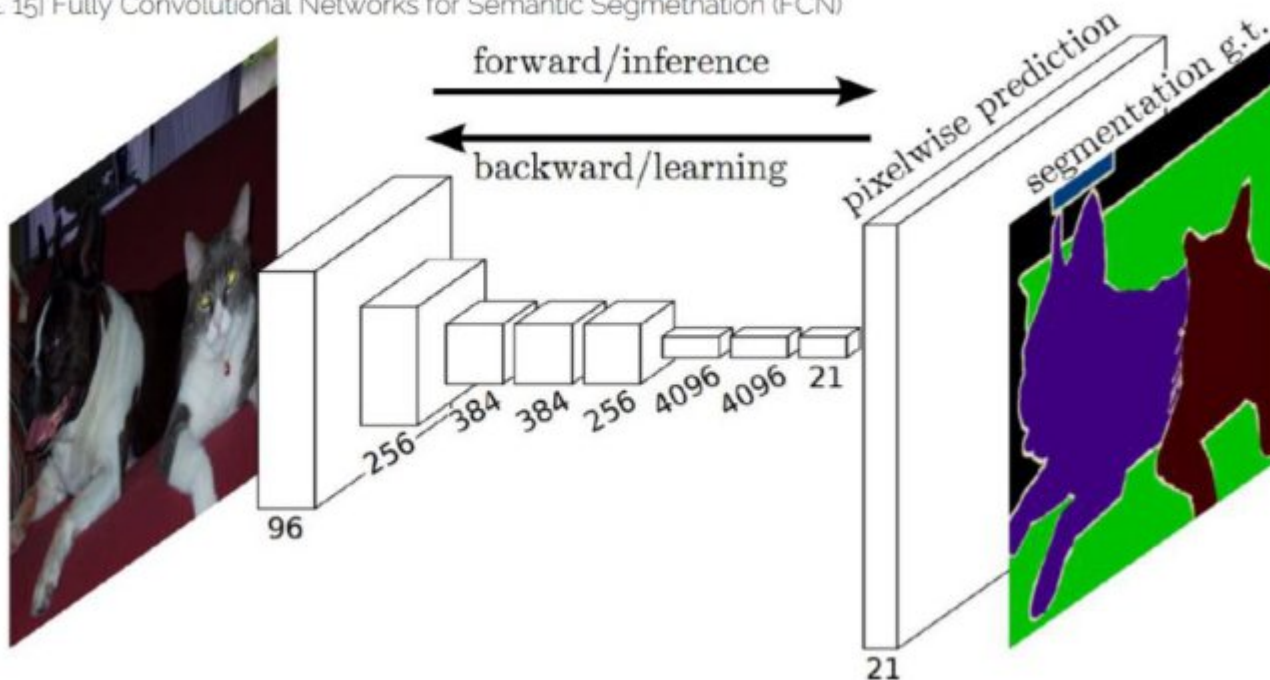 15] Fully Convolutional Networks for Semantic Segmetnation (FCN)
forward/inference
backward/learning
pixelwise prediction
segmentation g.t.
96
256
384
384
256
4096
4096
21
21